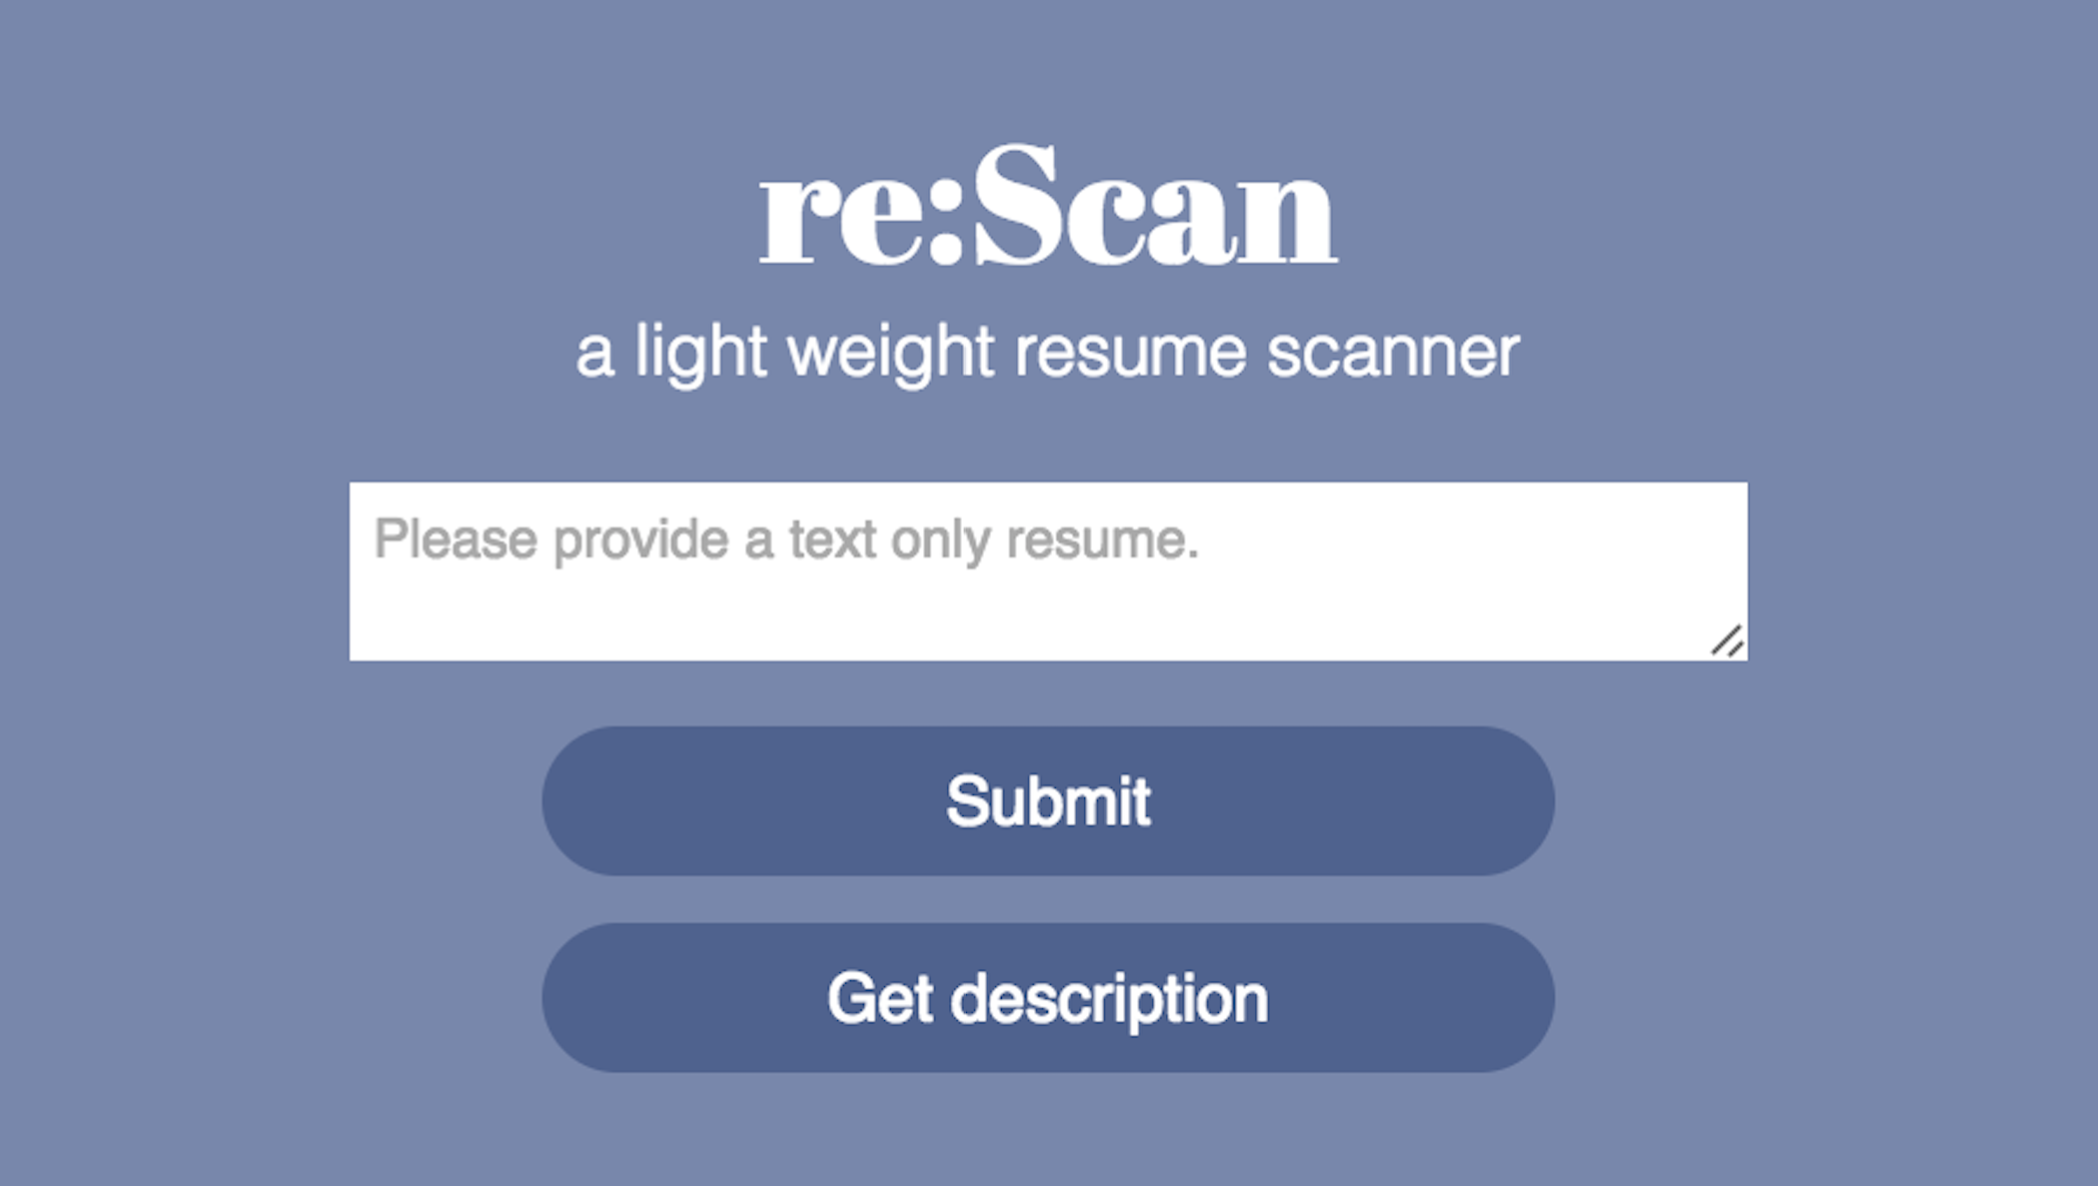 re:Scan
a light weight resume scanner
Please provide a text only resume.
Submit
Get description